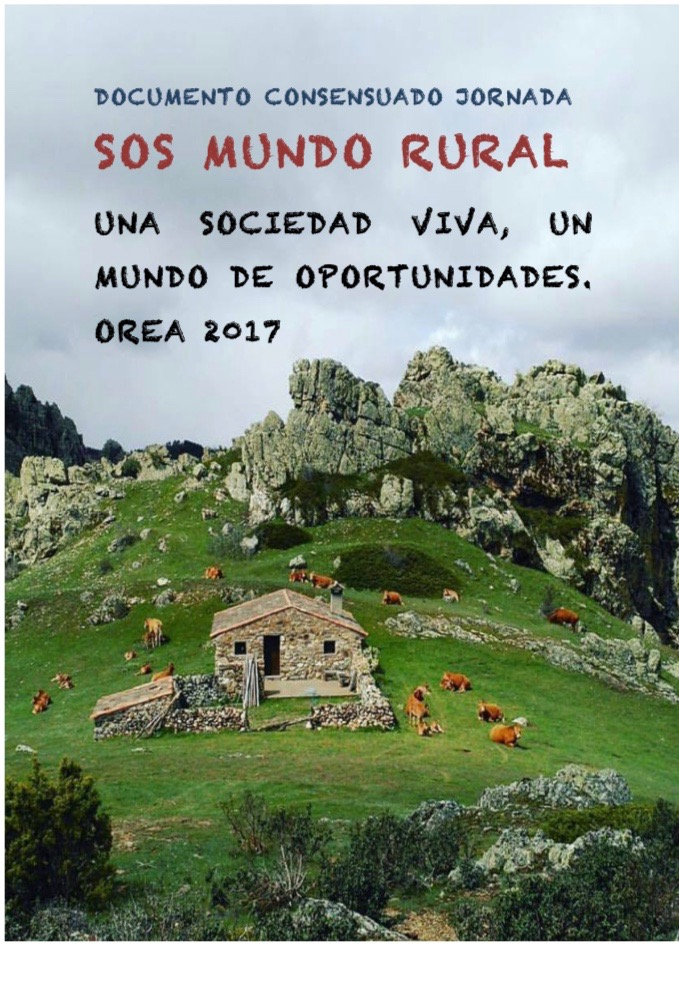 DOCUMENTO CONSENSUADO JORNADA
SOS MUNDO RURAL
UNA SOCIEDAD VIVA, UN
MUNDO DE OPORTUNIDADES.
OREA 2017